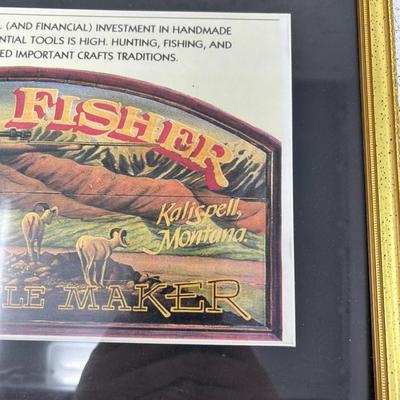 (AND FINANCIAL) INVESTMENT IN HANDMADE
NTIAL TOOLS IS HIGH. HUNTING, FISHING, AND
ED IMPORTANT CRAFTS TRADITIONS.
FISHER
Kalispell,
Montana.
LE MAKER